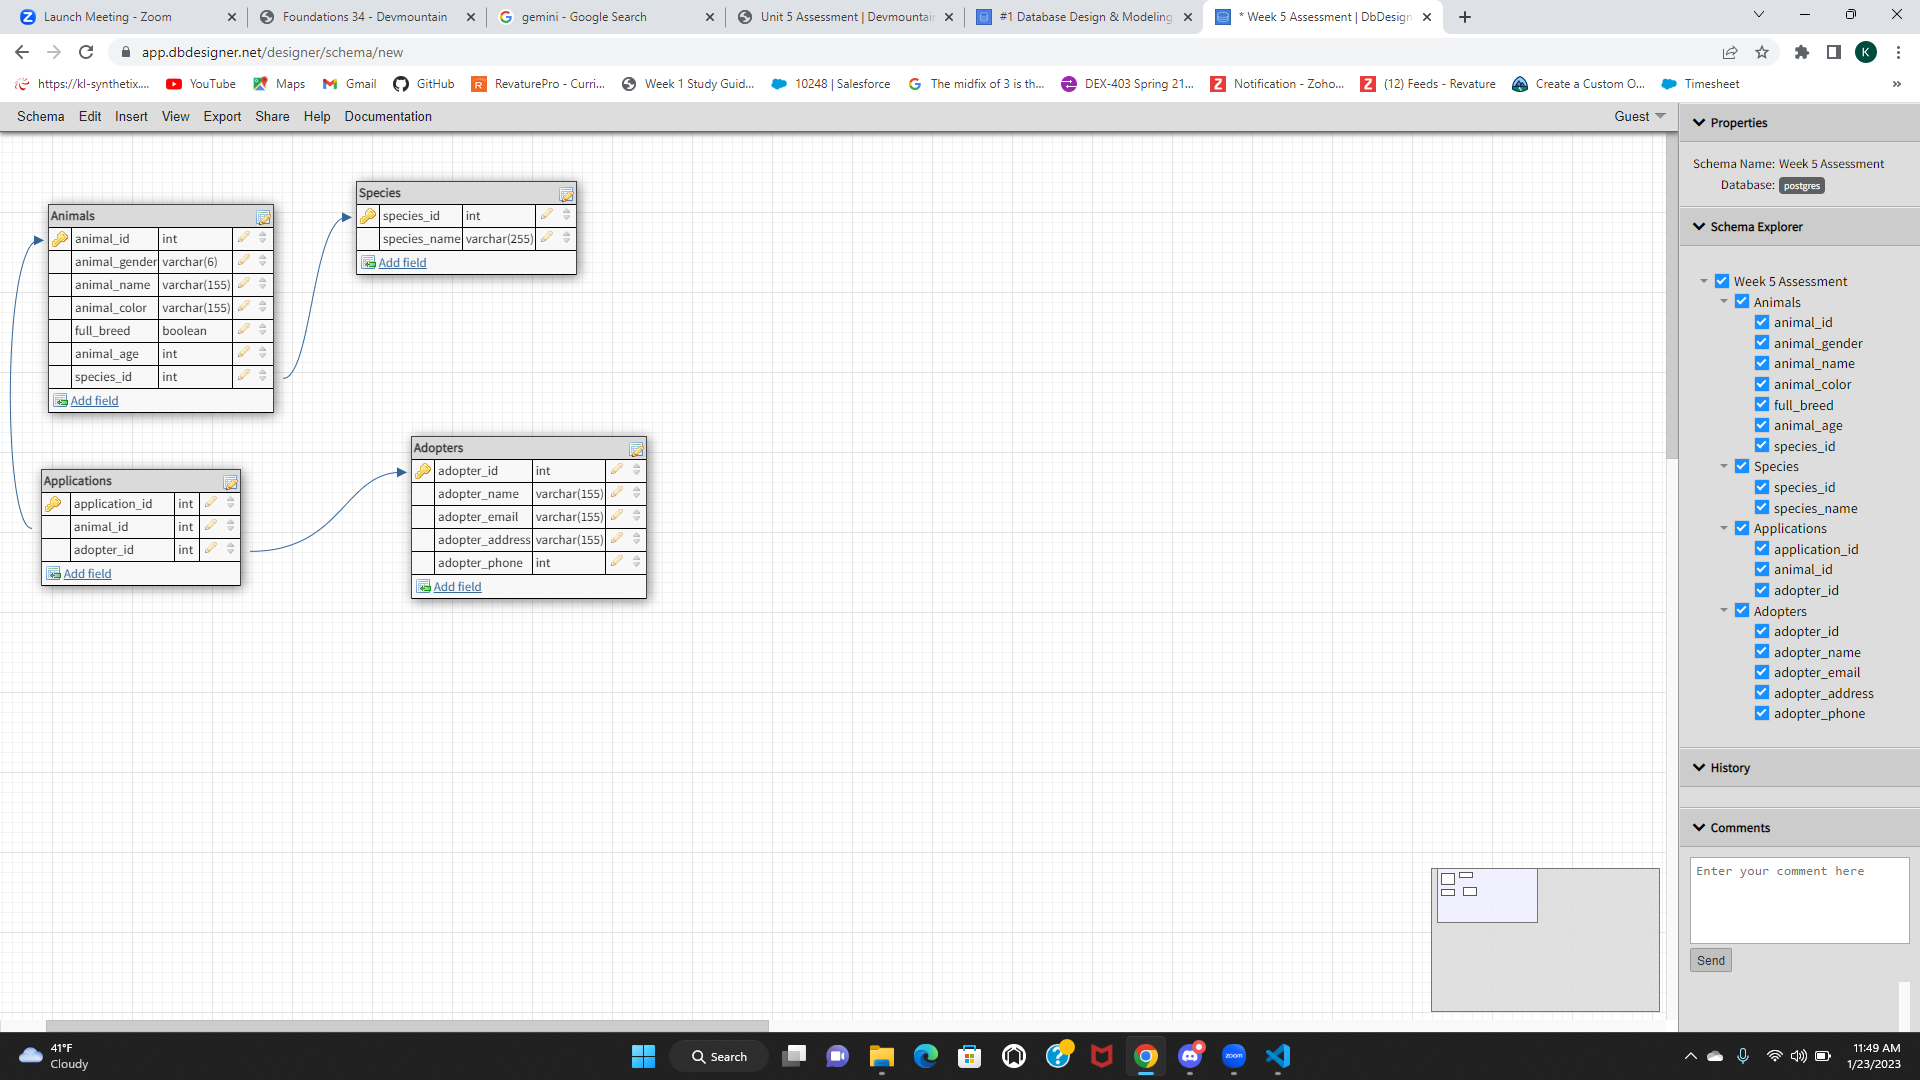 Launch Meeting - Zoom
Foundations 34 - Devmountain
gemini - Google Search
Unit 5 Assessment | Devmountain
#1 Database Design & Modeling
* Week 5 Assessment | DbDesign
app.dbdesigner.net/designer/schema/new
K
https://kl-synthetix....
YouTube
Maps
Gmail
GitHub
RevaturePro - Curri...
Week 1 Study Guid...
10248 | Salesforce
The midfix of 3 is th...
DEX-403 Spring 21...
Notification - Zoho...
(12) Feeds - Revature
Create a Custom O...
Timesheet
»
Schema Edit Insert View Export Share Help Documentation
Guest
Animals
animal_id int
animal_gender varchar(6)
animal_name varchar(155)
animal_color varchar(155)
full_breed boolean
animal_age int
species_id int
Add field
Species
species_id int
species_name varchar(255)
Add field
Applications
application_id int
animal_id int
adopter_id int
Add field
Adopters
adopter_id int
adopter_name varchar(155)
adopter_email varchar(155)
adopter_address varchar(155)
adopter_phone int
Add field
Properties
Schema Name: Week 5 Assessment
Database: postgres
Schema Explorer
Week 5 Assessment
Animals
animal_id
animal_gender
animal_name
animal_color
full_breed
animal_age
species_id
Species
species_id
species_name
Applications
application_id
animal_id
adopter_id
Adopters
adopter_id
adopter_name
adopter_email
adopter_address
adopter_phone
History
Comments
Enter your comment here
Send
41°F
Cloudy
Search
zoom
11:49 AM
1/23/2023